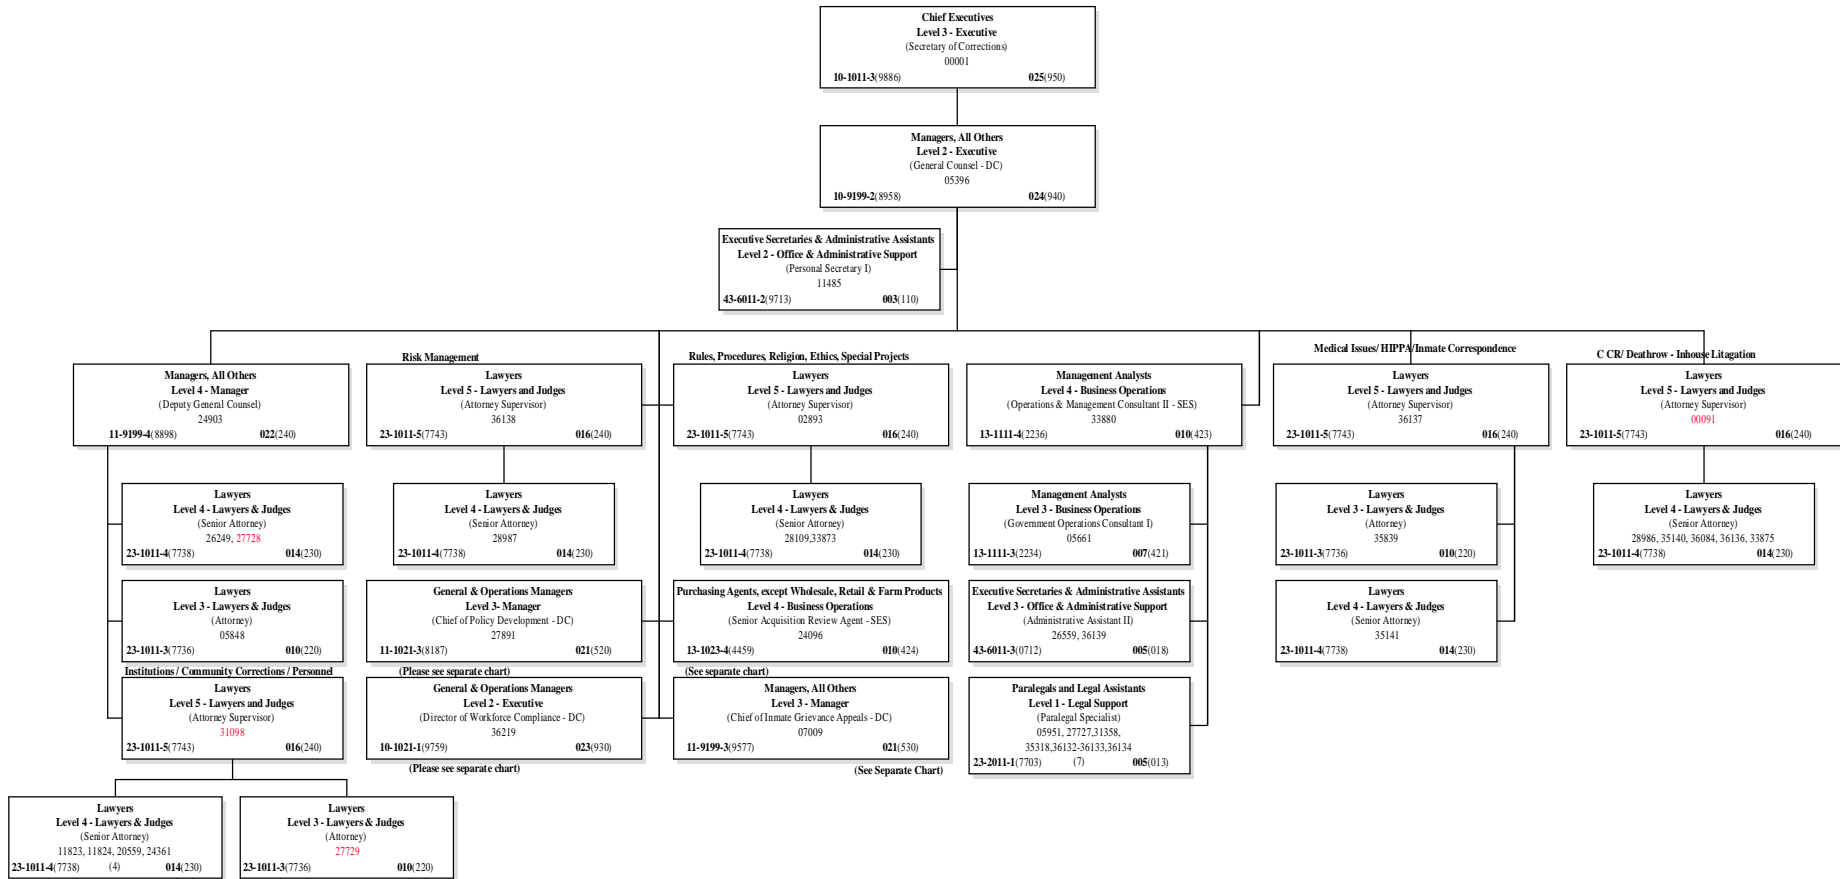 Chief Executives
Level 3 - Executive
(Secretary of Corrections)
00001
10-1011-3(9886) 025(950)
Managers, All Others
Level 2 - Executive
(General Counsel - DC)
05396
10-9199-2(8958) 024(940)
Executive Secretaries & Administrative Assistants
Level 2 - Office & Administrative Support
(Personal Secretary I)
11485
43-6011-2(9713) 003(110)
Managers, All Others
Level 4 - Manager
(Deputy General Counsel)
24903
11-9199-4(8898) 022(240)
Risk Management
Lawyers
Level 5 - Lawyers and Judges
(Attorney Supervisor)
36138
23-1011-5(7743) 016(240)
Rules, Procedures, Religion, Ethics, Special Projects
Lawyers
Level 5 - Lawyers and Judges
(Attorney Supervisor)
02893
23-1011-5(7743) 016(240)
Management Analysts
Level 4 - Business Operations
(Operations & Management Consultant II - SES)
33880
13-1111-4(2236) 010(423)
Medical Issues/ HIPPA/Inmate Correspondence
Lawyers
Level 5 - Lawyers and Judges
(Attorney Supervisor)
36137
23-1011-5(7743) 016(240)
C CR/ Deathrow - Inhouse Litagation
Lawyers
Level 5 - Lawyers and Judges
(Attorney Supervisor)
00091
23-1011-5(7743) 016(240)
Lawyers
Level 4 - Lawyers & Judges
(Senior Attorney)
26249, 27728
23-1011-4(7738) 014(230)
Lawyers
Level 4 - Lawyers & Judges
(Senior Attorney)
28987
23-1011-4(7738) 014(230)
Lawyers
Level 4 - Lawyers & Judges
(Senior Attorney)
28109,33873
23-1011-4(7738) 014(230)
Management Analysts
Level 3 - Business Operations
(Government Operations Consultant I)
05661
13-1111-3(2234) 007(421)
Lawyers
Level 3 - Lawyers & Judges
(Attorney)
35839
23-1011-3(7736) 010(220)
Lawyers
Level 4 - Lawyers & Judges
(Senior Attorney)
28986, 35140, 36084, 36136, 33875
23-1011-4(7738) 014(230)
Lawyers
Level 3 - Lawyers & Judges
(Attorney)
05848
23-1011-3(7736) 010(220)
General & Operations Managers
Level 3- Manager
(Chief of Policy Development - DC)
27891
11-1021-3(8187) 021(520)
(Please see separate chart)
Purchasing Agents, except Wholesale, Retail & Farm Products
Level 4 - Business Operations
(Senior Acquisition Review Agent - SES)
24096
13-1023-4(4459) 010(424)
(See separate chart)
Executive Secretaries & Administrative Assistants
Level 3 - Office & Administrative Support
(Administrative Assistant II)
26559, 36139
43-6011-3(0712) 005(018)
Lawyers
Level 4 - Lawyers & Judges
(Senior Attorney)
35141
23-1011-4(7738) 014(230)
Institutions / Community Corrections / Personnel
Lawyers
Level 5 - Lawyers and Judges
(Attorney Supervisor)
31098
23-1011-5(7743) 016(240)
General & Operations Managers
Level 2 - Executive
(Director of Workforce Compliance - DC)
36219
10-1021-1(9759) 023(930)
(Please see separate chart)
Managers, All Others
Level 3 - Manager
(Chief of Inmate Grievance Appeals - DC)
07009
11-9199-3(9577) 021(530)
(See Separate Chart)
Paralegals and Legal Assistants
Level 1 - Legal Support
(Paralegal Specialist)
05951, 27727,31358,
35318,36132-36133,36134
23-2011-1(7703) (7) 005(013)
Lawyers
Level 4 - Lawyers & Judges
(Senior Attorney)
11823, 11824, 20559, 24361
23-1011-4(7738) (4) 014(230)
Lawyers
Level 3 - Lawyers & Judges
(Attorney)
27729
23-1011-3(7736) 010(220)